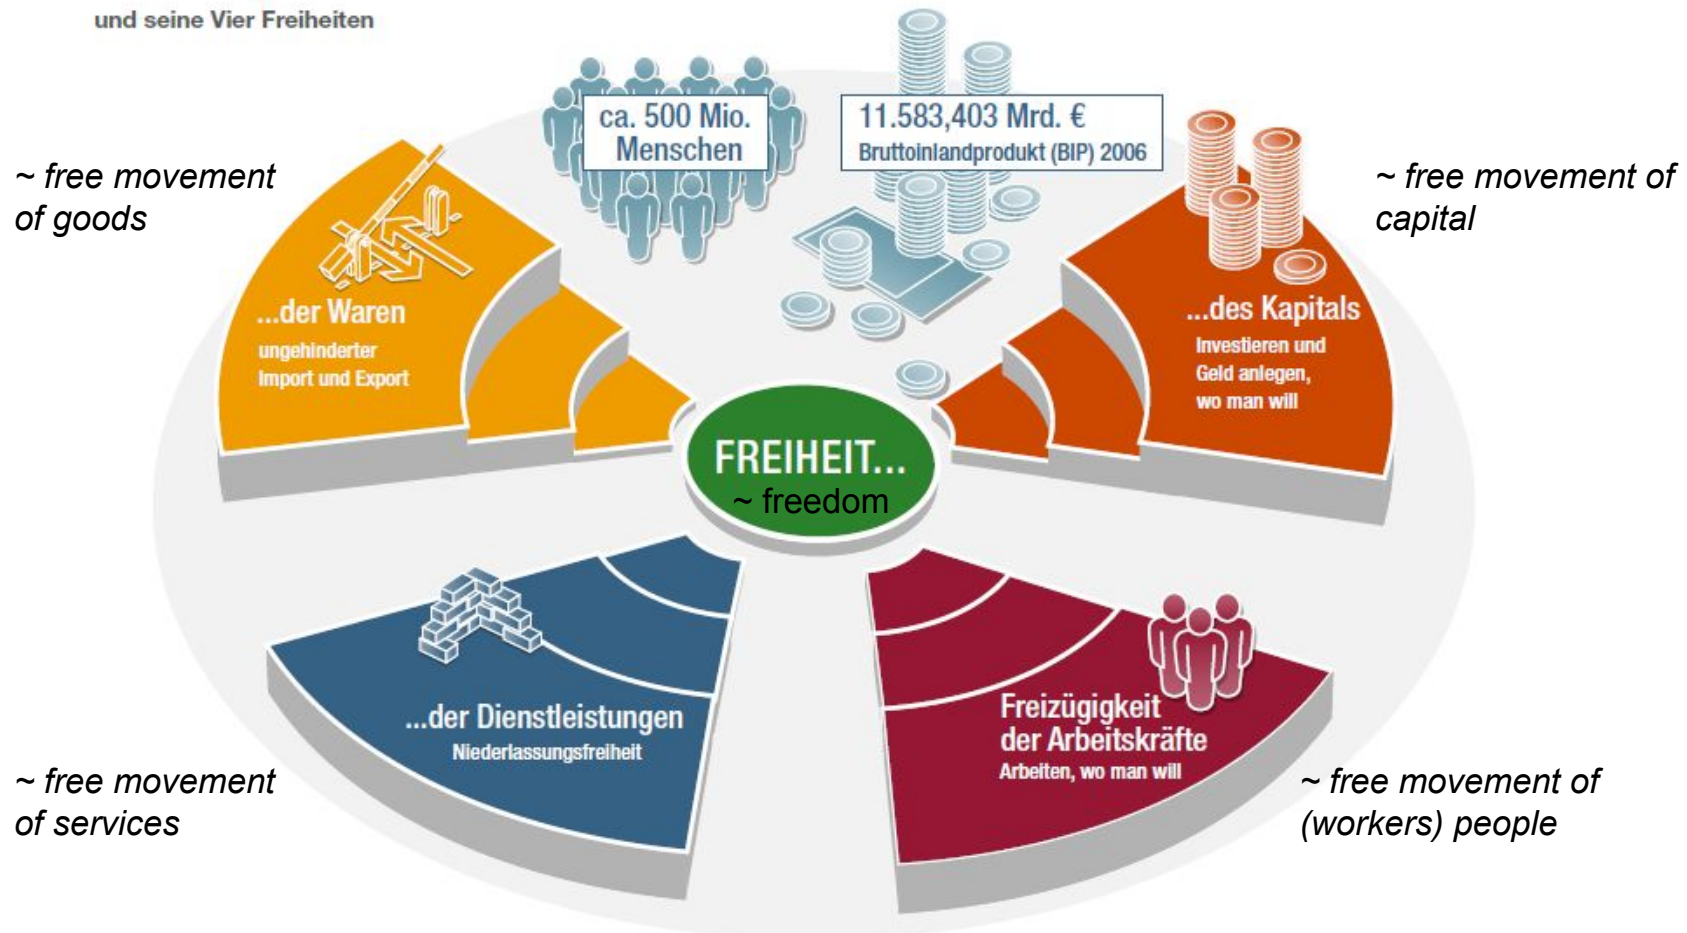 und seine Vier Freiheiten
ca. 500 Mio.
Menschen
11.583,403 Mrd. €
Bruttoinlandprodukt (BIP) 2006
~ free movement
of goods
~ free movement of
capital
...der Waren
ungehinderter
Import und Export
...des Kapitals
Investieren und
Geld anlegen,
wo man will
FREIHEIT...
~ freedom
...der Dienstleistungen
Niederlassungsfreiheit
Freizügigkeit
der Arbeitskräfte
Arbeiten, wo man will
~ free movement
of services
~ free movement of
(workers) people